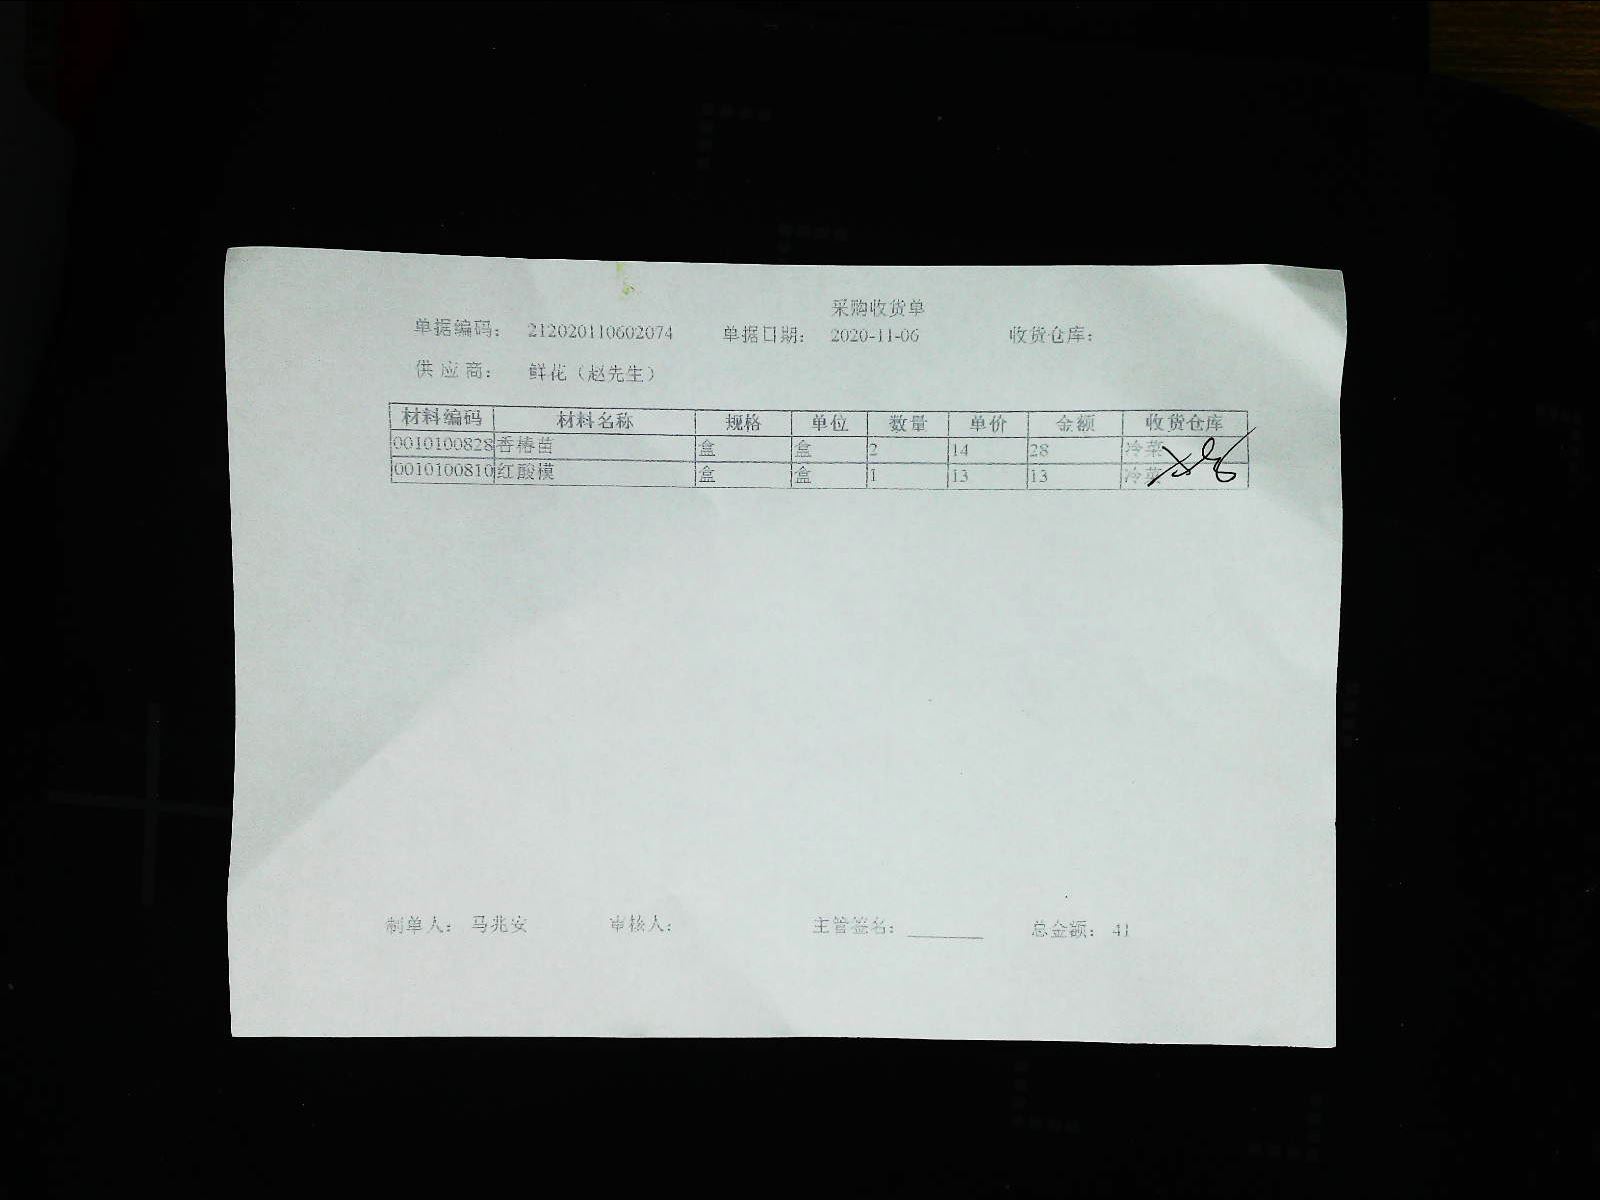 采购收货单
单据编码: 212020110602074 单据日期: 2020-11-06 收货仓库:
供应商: 鲜花（赵先生）
材料编码 材料名称 规格 单位 数量 单价 金额 收货仓库
0010100828 香椿苗 盒 盒 2 14 28 冷菜
0010100810 红酸模 盒 盒 1 13 13 冷菜
制单人: 马兆安 审核人: 主管签名: ________ 总金额: 41